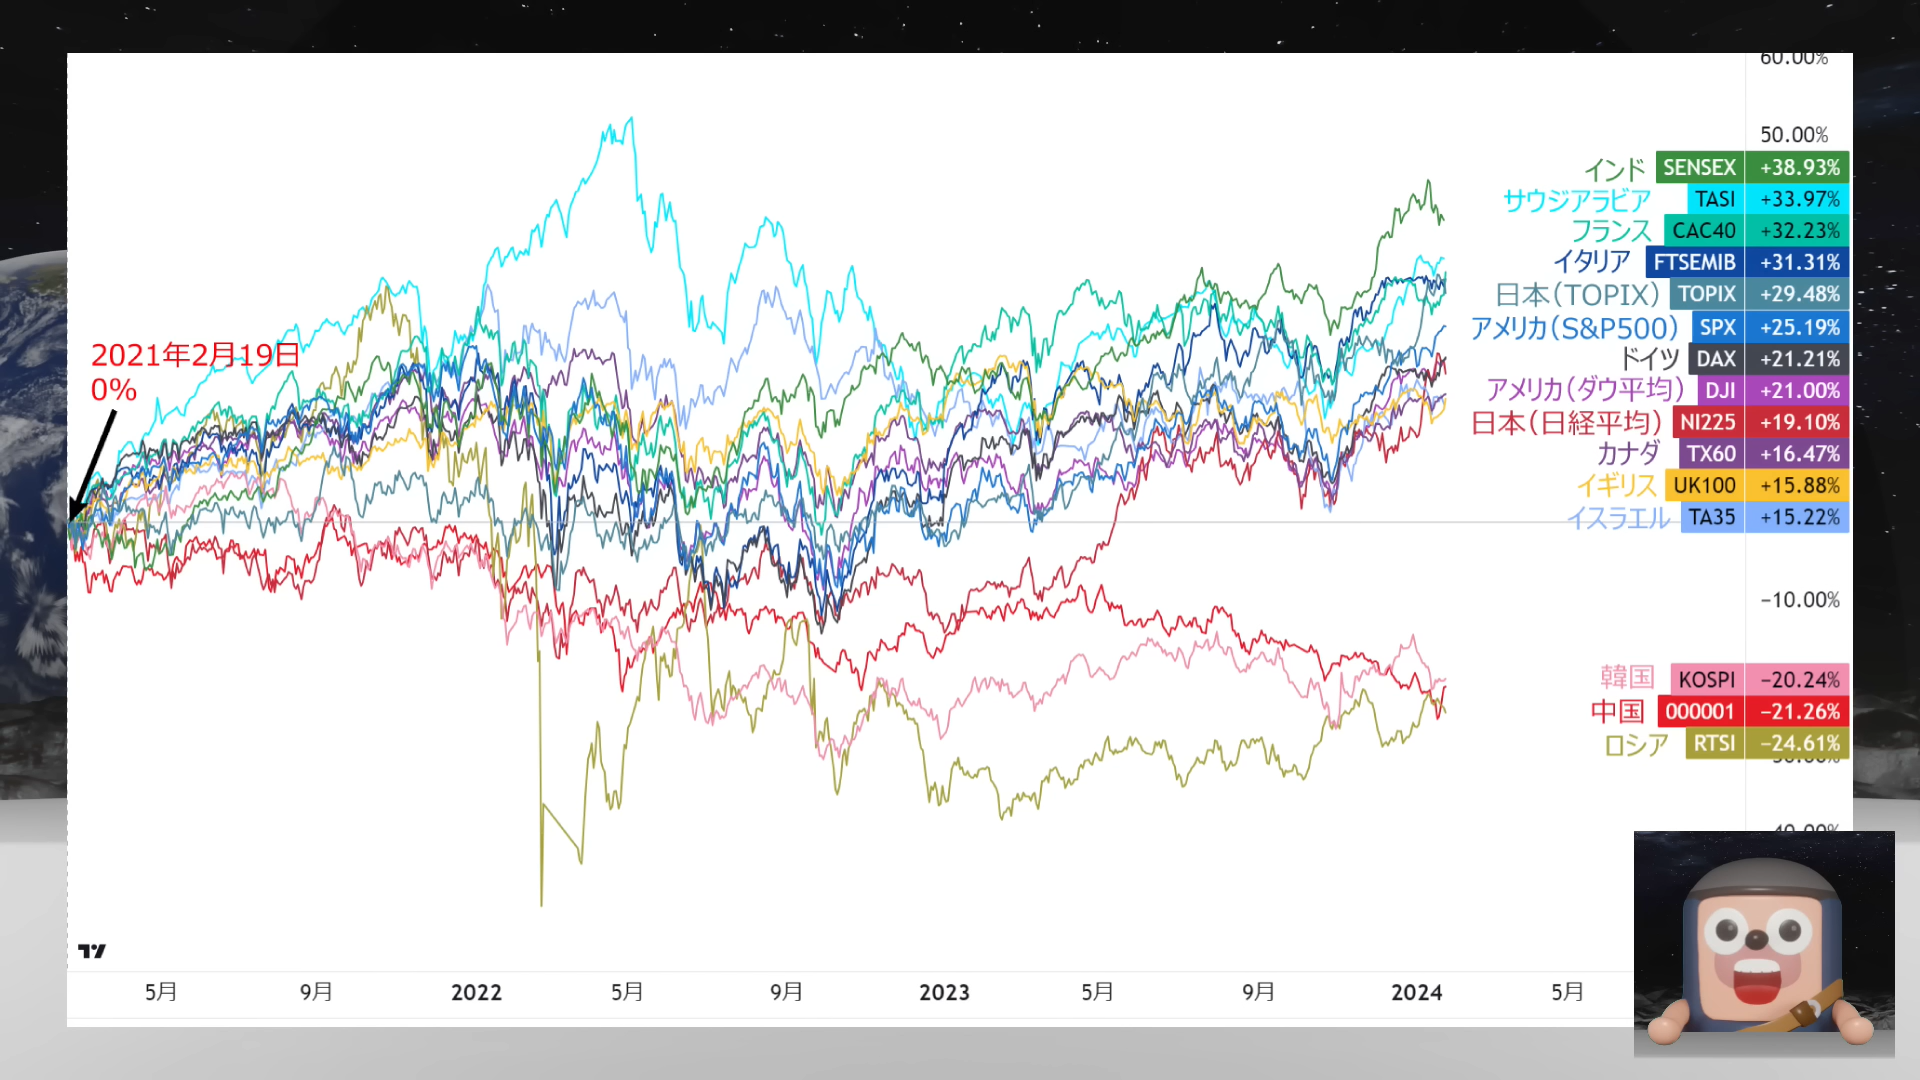 60.00%
50.00%
インド SENSEX +38.93%
サウジアラビア TASI +33.97%
フランス CAC40 +32.23%
イタリア FTSEMIB +31.31%
日本(TOPIX) TOPIX +29.48%
アメリカ(S&P500) SPX +25.19%
ドイツ DAX +21.21%
アメリカ(ダウ平均) DJI +21.00%
日本(日経平均) NI225 +19.10%
カナダ TX60 +16.47%
イギリス UK100 +15.88%
イスラエル TA35 +15.22%
2021年2月19日
0%
−10.00%
韓国 KOSPI −20.24%
中国 000001 −21.26%
ロシア RTSI −24.61%
−40.00%
5月 9月 2022 5月 9月 2023 5月 9月 2024 5月